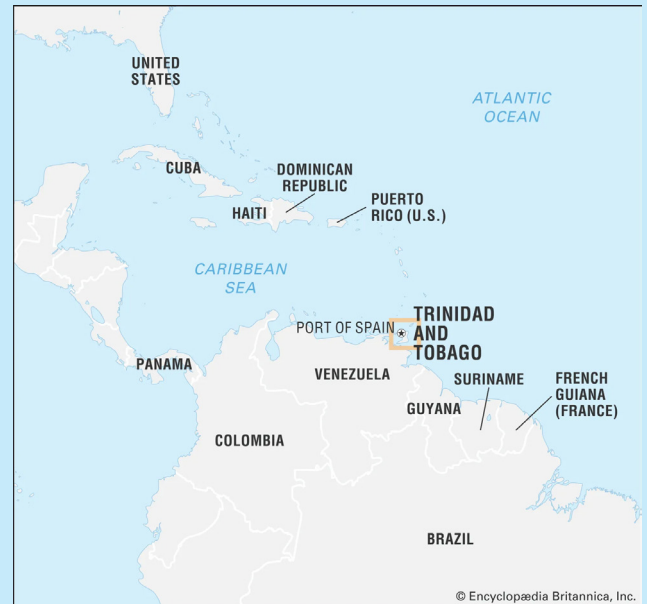 UNITED
STATES
ATLANTIC
OCEAN
CUBA
DOMINICAN
REPUBLIC
HAITI
PUERTO
RICO (U.S.)
CARIBBEAN
SEA
PORT OF SPAIN
TRINIDAD
AND
TOBAGO
PANAMA
VENEZUELA
SURINAME
FRENCH
GUIANA
(FRANCE)
GUYANA
COLOMBIA
BRAZIL
© Encyclopædia Britannica, Inc.